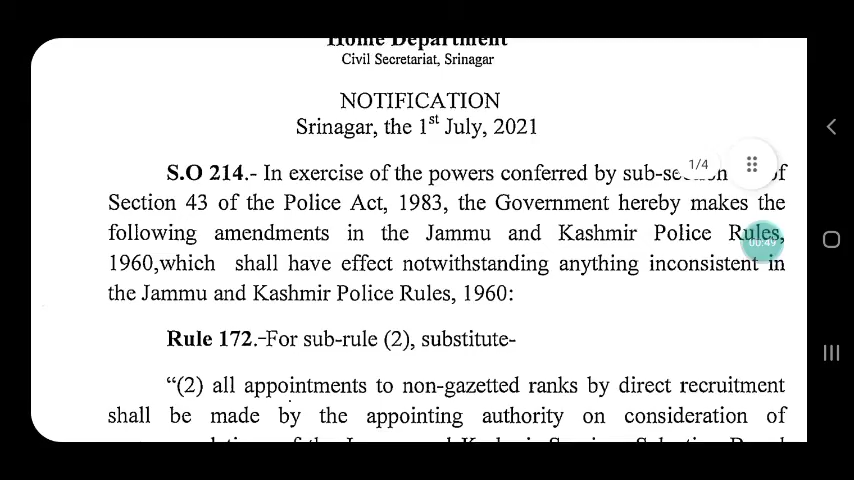 Home Department
Civil Secretariat, Srinagar
NOTIFICATION
Srinagar, the 1st July, 2021
S.O 214.- In exercise of the powers conferred by of
1/4
Section 43 of the Police Act, 1983, the Government hereby makes the
following amendments in the Jammu and Kashmir Police Rules,
00:49
1960,which shall have effect notwithstanding anything inconsistent in
the Jammu and Kashmir Police Rules, 1960:
Rule 172.-For sub-rule (2), substitute-
“(2) all appointments to non-gazetted ranks by direct recruitment
shall be made by the appointing authority on consideration of